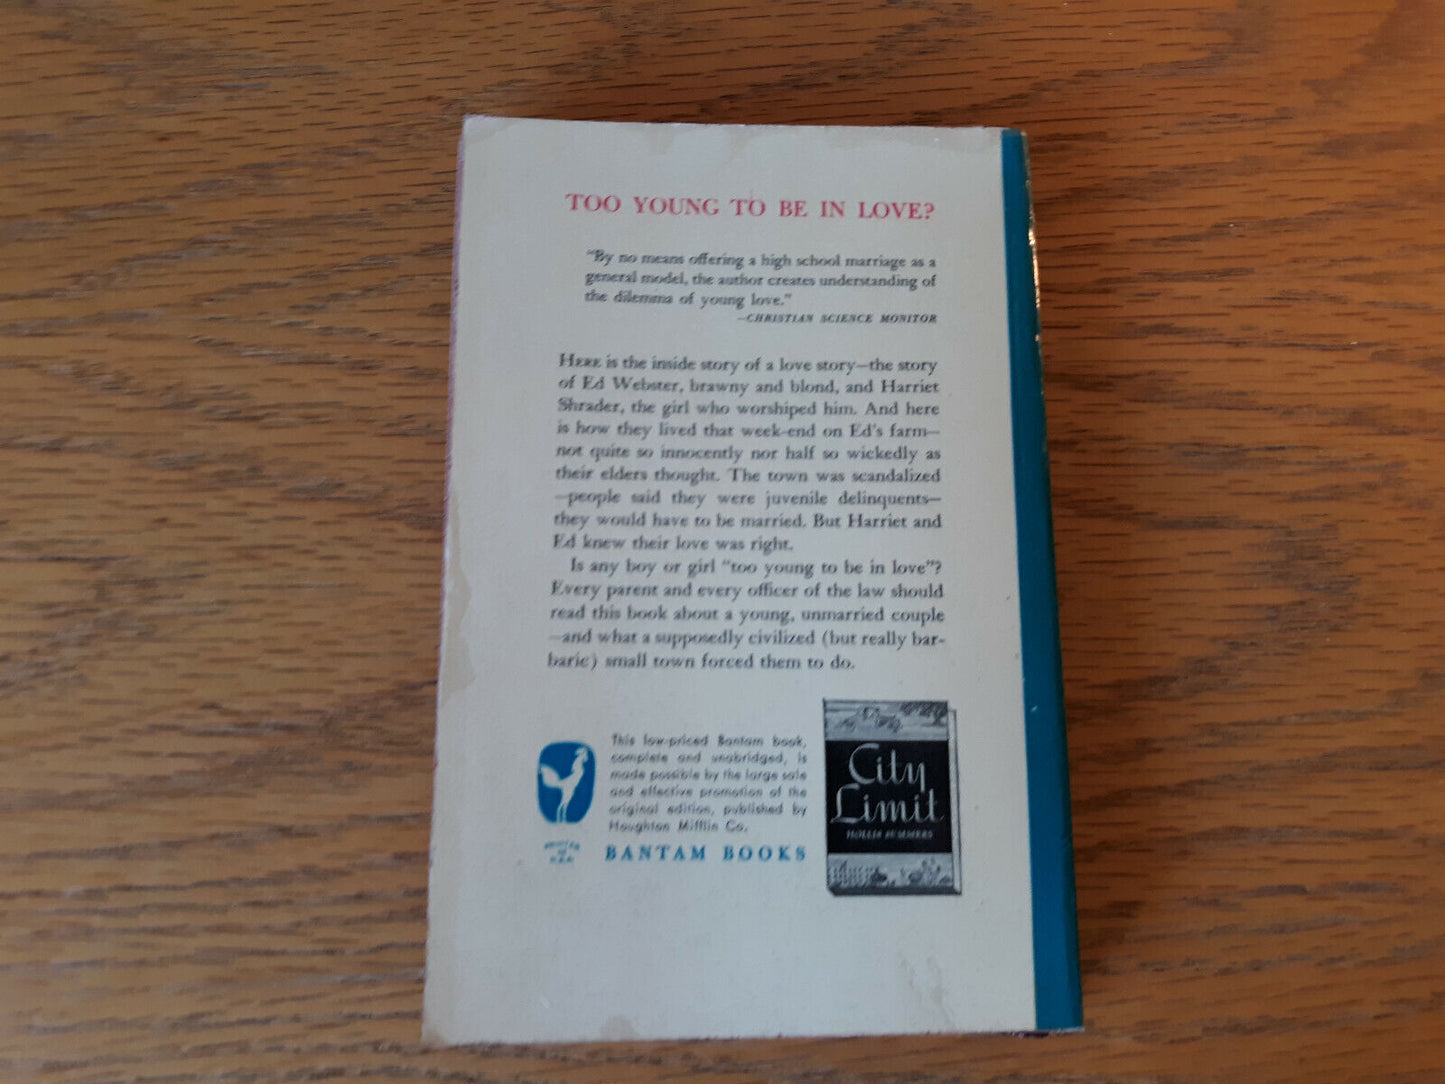 TOO YOUNG TO BE IN LOVE?
"By no means offering a high school marriage as a
general model, the author creates understanding of
the dilemma of young love."
—CHRISTIAN SCIENCE MONITOR
HERE is the inside story of a love story—the story
of Ed Webster, brawny and blond, and Harriet
Shrader, the girl who worshiped him. And here
is how they lived that week-end on Ed's farm—
not quite so innocently nor half so wickedly as
their elders thought. The town was scandalized
—people said they were juvenile delinquents—
they would have to be married. But Harriet and
Ed knew their love was right.
Is any boy or girl "too young to be in love"?
Every parent and every officer of the law should
read this book about a young, unmarried couple
—and what a supposedly civilized (but really bar-
baric) small town forced them to do.
This low-priced Bantam book,
complete and unabridged, is
made possible by the large sale
and effective promotion of the
original edition, published by
Houghton Mifflin Co.
BANTAM BOOKS
PRINTED
IN
U.S.A.
City
Limit
HOLLIS SUMMERS